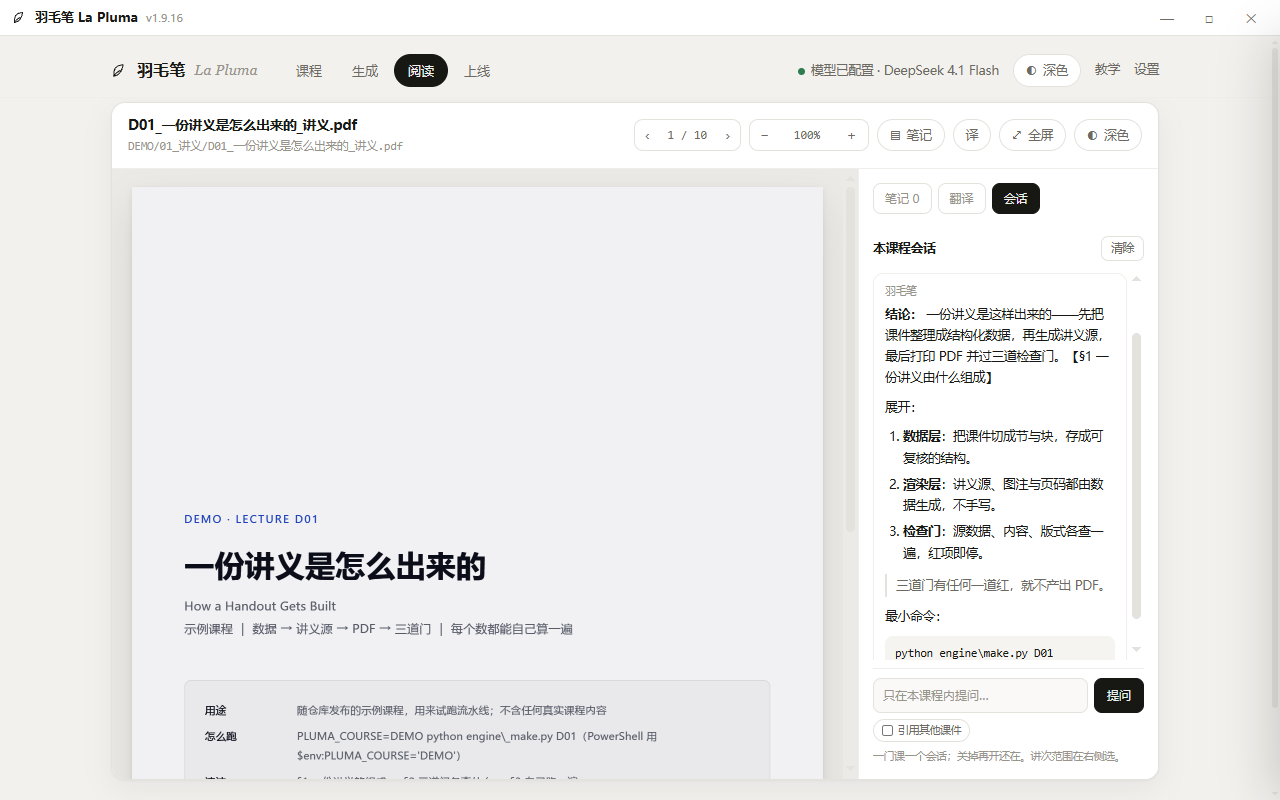 羽毛笔 La Pluma v1.9.16
羽毛笔 La Pluma 课程 生成 阅读 上线 模型已配置 · DeepSeek 4.1 Flash 深色 教学 设置
D01_一份讲义是怎么出来的_讲义.pdf
DEMO/01_讲义/D01_一份讲义是怎么出来的_讲义.pdf
‹ 1 / 10 › − 100% + 笔记 译 全屏 深色
DEMO · LECTURE D01
一份讲义是怎么出来的
How a Handout Gets Built
示例课程 | 数据 → 讲义源 → PDF → 三道门 | 每个数都能自己算一遍
用途 随仓库发布的示例课程，用来试跑流水线；不含任何真实课程内容
怎么跑 PLUMA_COURSE=DEMO python engine\_make.py D01（PowerShell 用
$env:PLUMA_COURSE='DEMO'）
笔记 0 翻译 会话
本课程会话 清除
羽毛笔
结论： 一份讲义是这样出来的——先把
课件整理成结构化数据，再生成讲义源，
最后打印 PDF 并过三道检查门。【§1 一
份讲义由什么组成】
展开：
1. 数据层：把课件切成节与块，存成可
复核的结构。
2. 渲染层：讲义源、图注与页码都由数
据生成，不手写。
3. 检查门：源数据、内容、版式各查一
遍，红项即停。
三道门有任何一道红，就不产出 PDF。
最小命令：
python engine\make.py D01
只在本课程内提问… 提问
引用其他课件
一门课一个会话；关掉再开还在。讲次范围在右侧选。